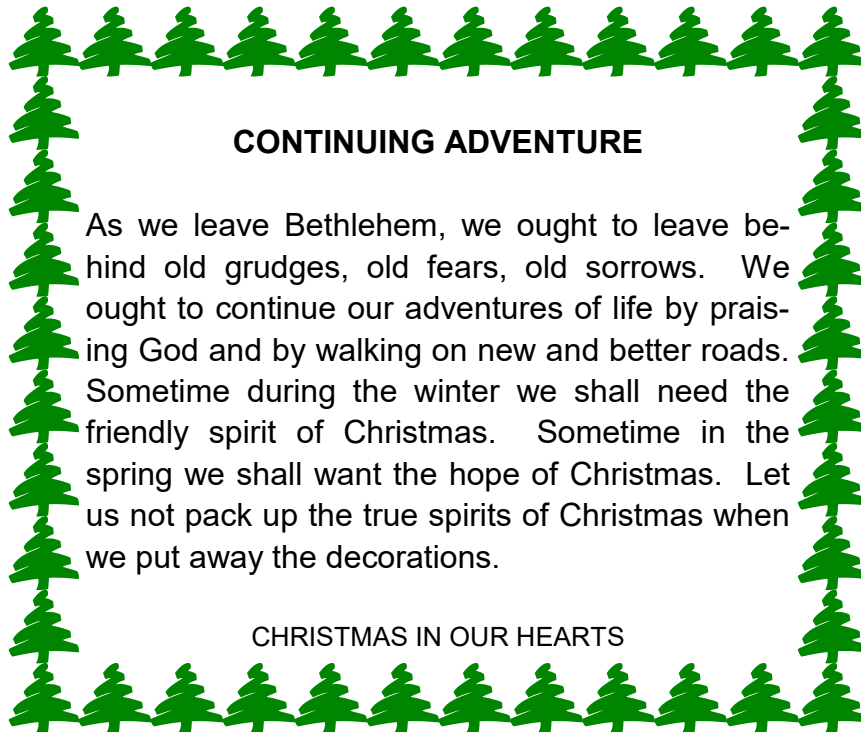 CONTINUING ADVENTURE
As we leave Bethlehem, we ought to leave be-
hind old grudges, old fears, old sorrows.  We
ought to continue our adventures of life by prais-
ing God and by walking on new and better roads.
Sometime during the winter we shall need the
friendly spirit of Christmas.  Sometime in the
spring we shall want the hope of Christmas.  Let
us not pack up the true spirits of Christmas when
we put away the decorations.
CHRISTMAS IN OUR HEARTS